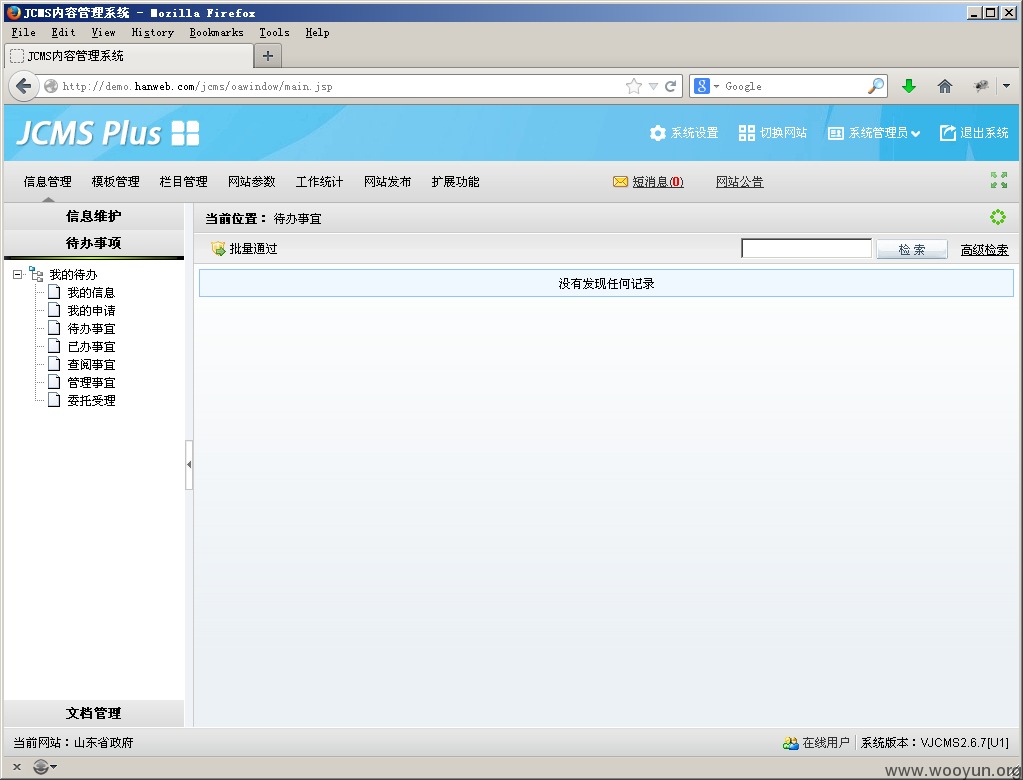 JCMS内容管理系统 - Mozilla Firefox
File Edit View History Bookmarks Tools Help
JCMS内容管理系统
http://demo.hanweb.com/jcms/oawindow/main.jsp
Google
JCMS Plus
系统设置 切换网站 系统管理员 退出系统
信息管理 模板管理 栏目管理 网站参数 工作统计 网站发布 扩展功能 短消息(0) 网站公告
信息维护
待办事项
我的待办
我的信息
我的申请
待办事宜
已办事宜
查阅事宜
管理事宜
委托受理
文档管理
当前位置：待办事宜
批量通过 检 索 高级检索
没有发现任何记录
当前网站：山东省政府 在线用户 系统版本：VJCMS2.6.7[U1]
www.wooyun.org